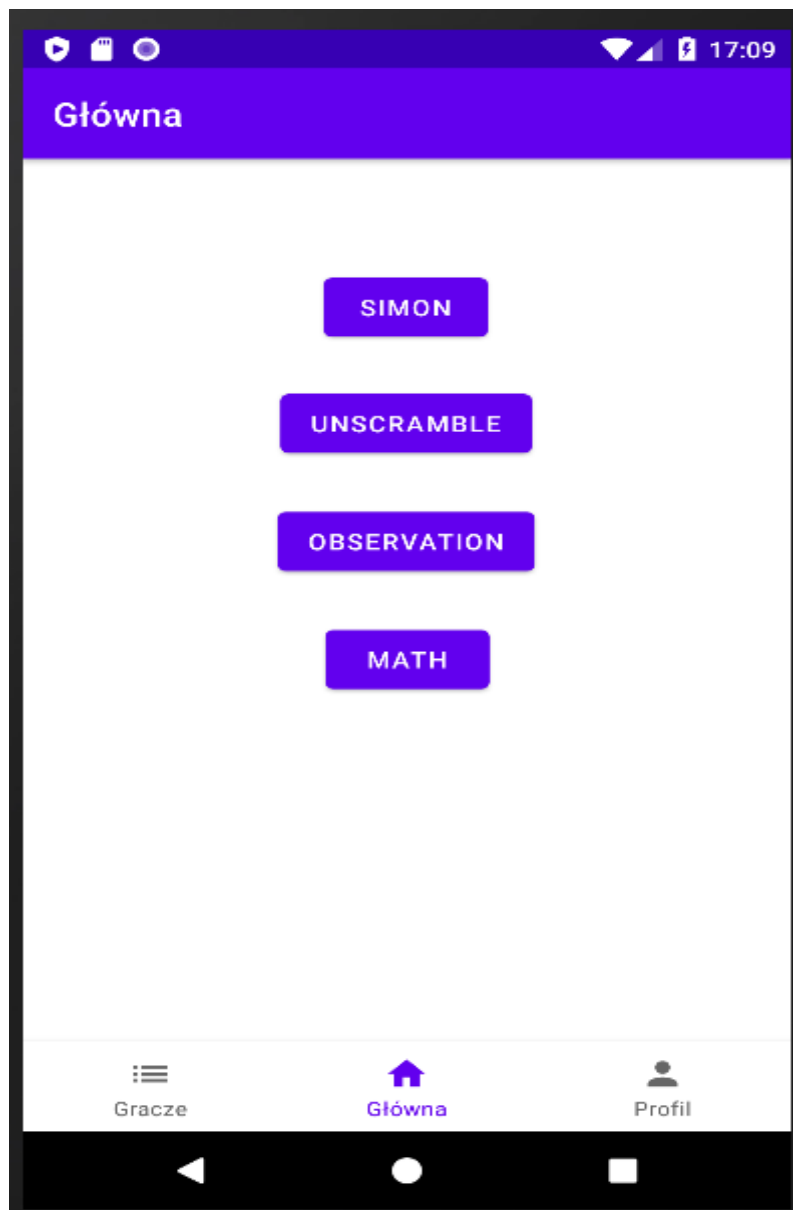 17:09
Główna
SIMON
UNSCRAMBLE
OBSERVATION
MATH
Gracze Główna Profil